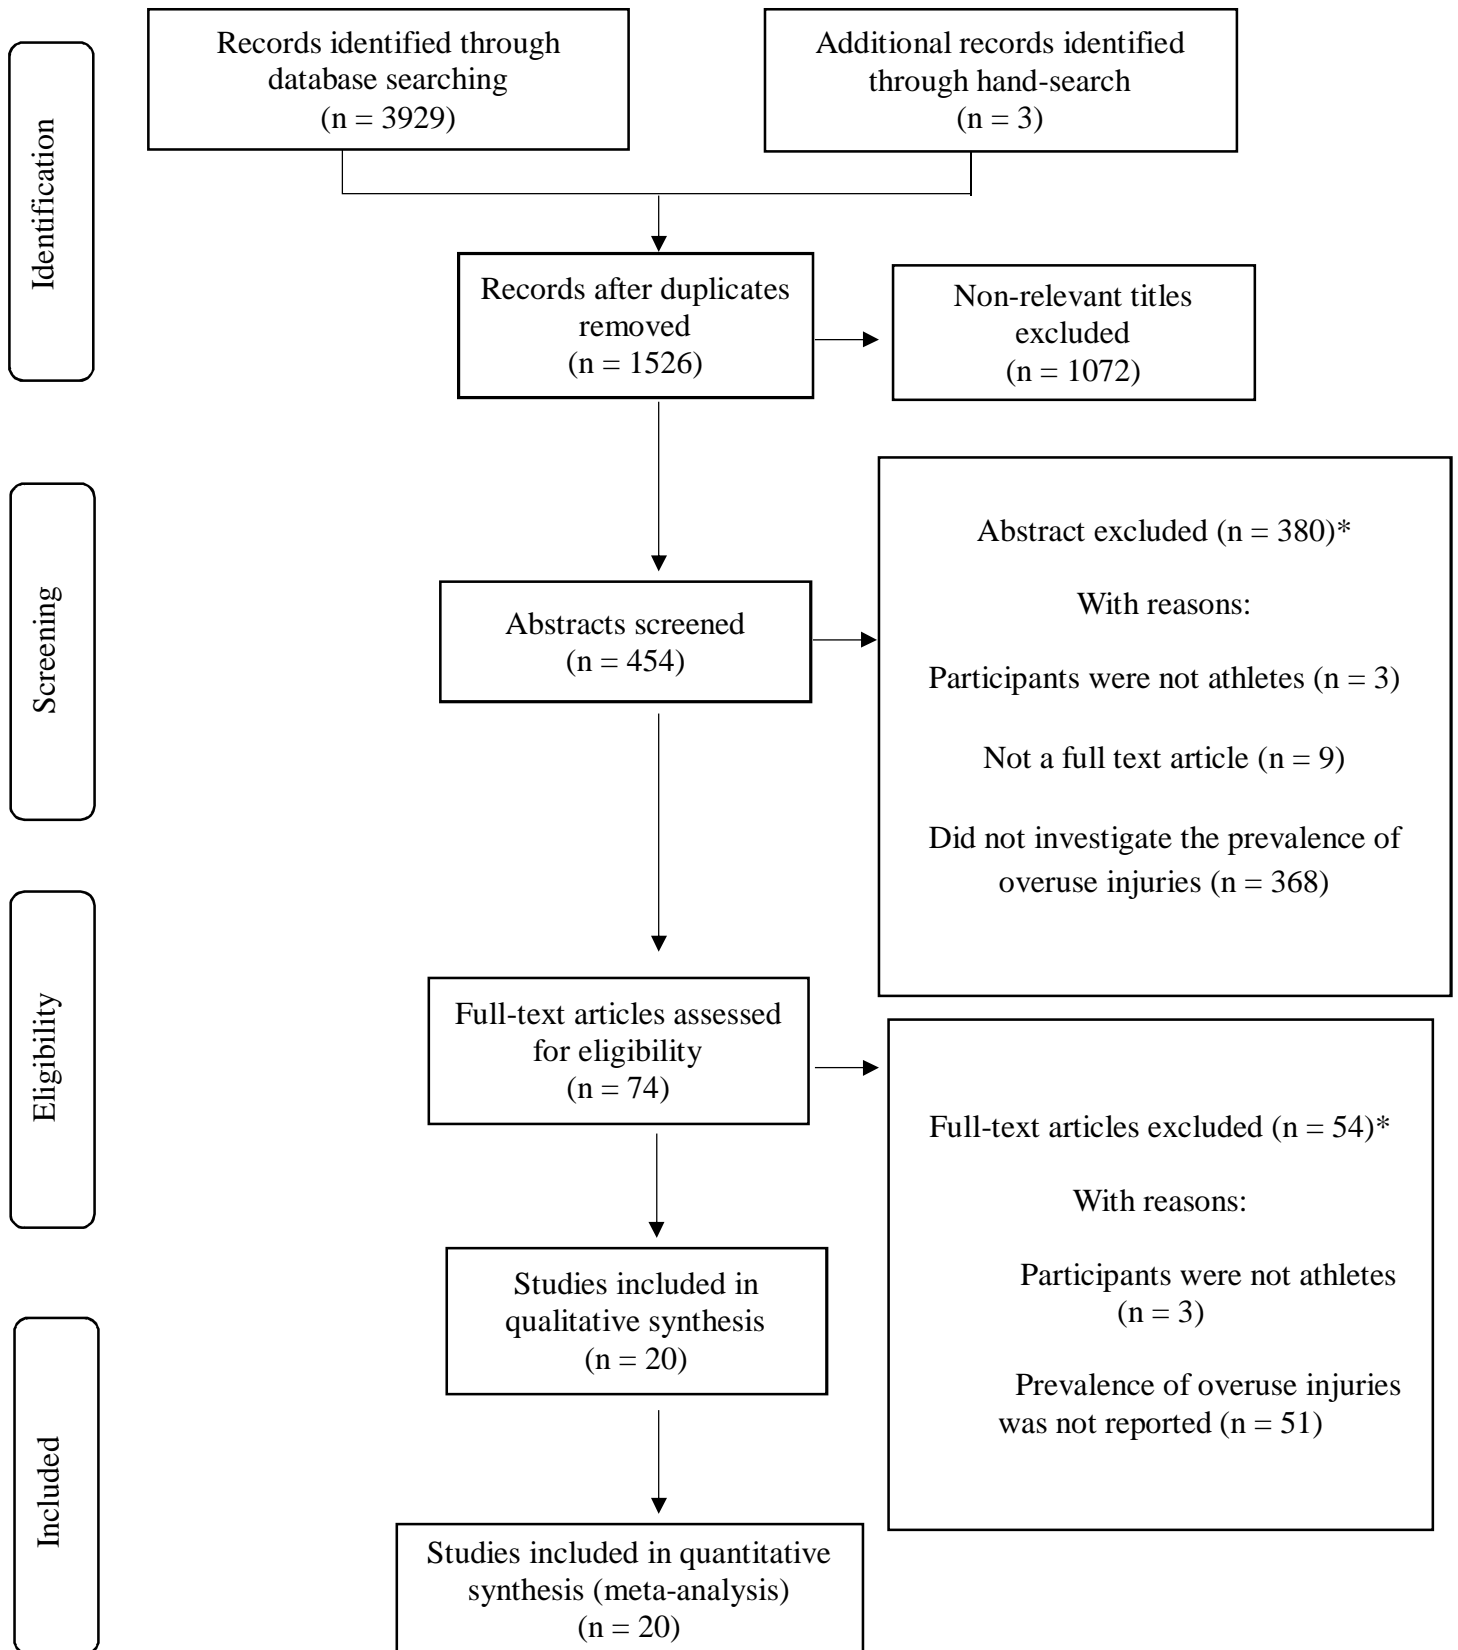 Identification
Records identified through
database searching
(n = 3929)
Additional records identified
through hand-search
(n = 3)
Records after duplicates
removed
(n = 1526)
Non-relevant titles
excluded
(n = 1072)
Screening
Abstracts screened
(n = 454)
Abstract excluded (n = 380)*
With reasons:
Participants were not athletes (n = 3)
Not a full text article (n = 9)
Did not investigate the prevalence of
overuse injuries (n = 368)
Eligibility
Full-text articles assessed
for eligibility
(n = 74)
Full-text articles excluded (n = 54)*
With reasons:
Participants were not athletes
(n = 3)
Prevalence of overuse injuries
was not reported (n = 51)
Studies included in
qualitative synthesis
(n = 20)
Included
Studies included in quantitative
synthesis (meta-analysis)
(n = 20)